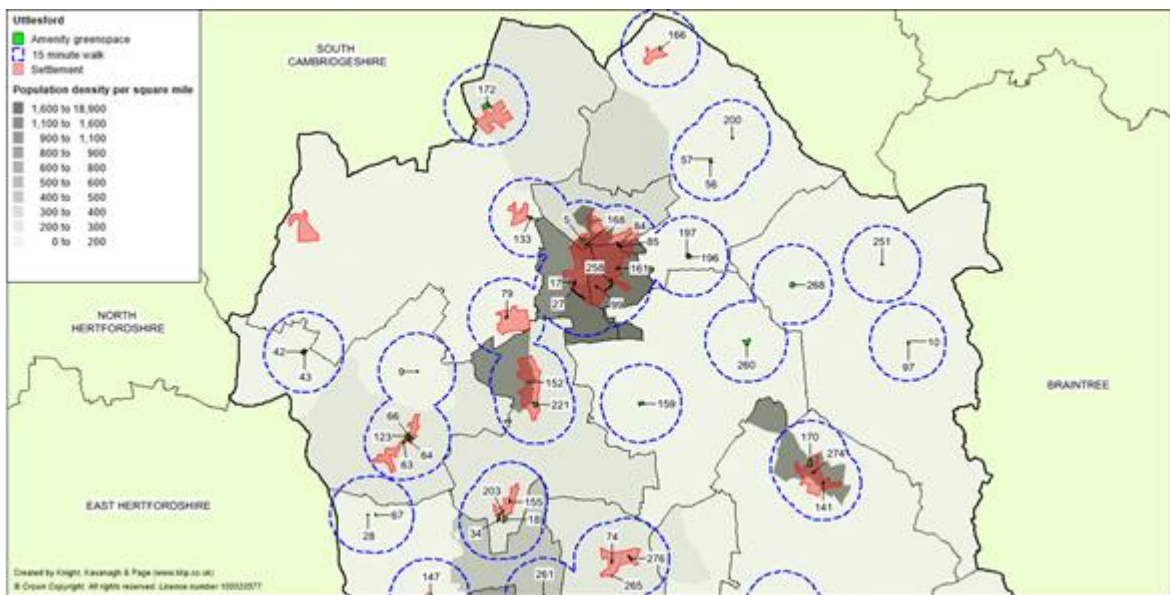 Uttlesford
Amenity greenspace
15 minute walk
Settlement
Population density per square mile
1,600 to 18,900
1,100 to 1,600
900 to 1,100
800 to 900
600 to 800
500 to 600
400 to 500
300 to 400
200 to 300
0 to 200
SOUTH
CAMBRIDGESHIRE
166
172
200
57
56
133
5
168
84
85
197
196
258
161
17
27
99
251
268
79
NORTH
HERTFORDSHIRE
42
43
9
10
97
260
BRAINTREE
152
221
159
66
123
64
63
170
274
141
EAST HERTFORDSHIRE
203
155
18
34
67
28
74
276
265
147
261
Created by Knight, Kavanagh & Page (www.kkp.co.uk)
© Crown Copyright. All rights reserved. Licence number 100020577